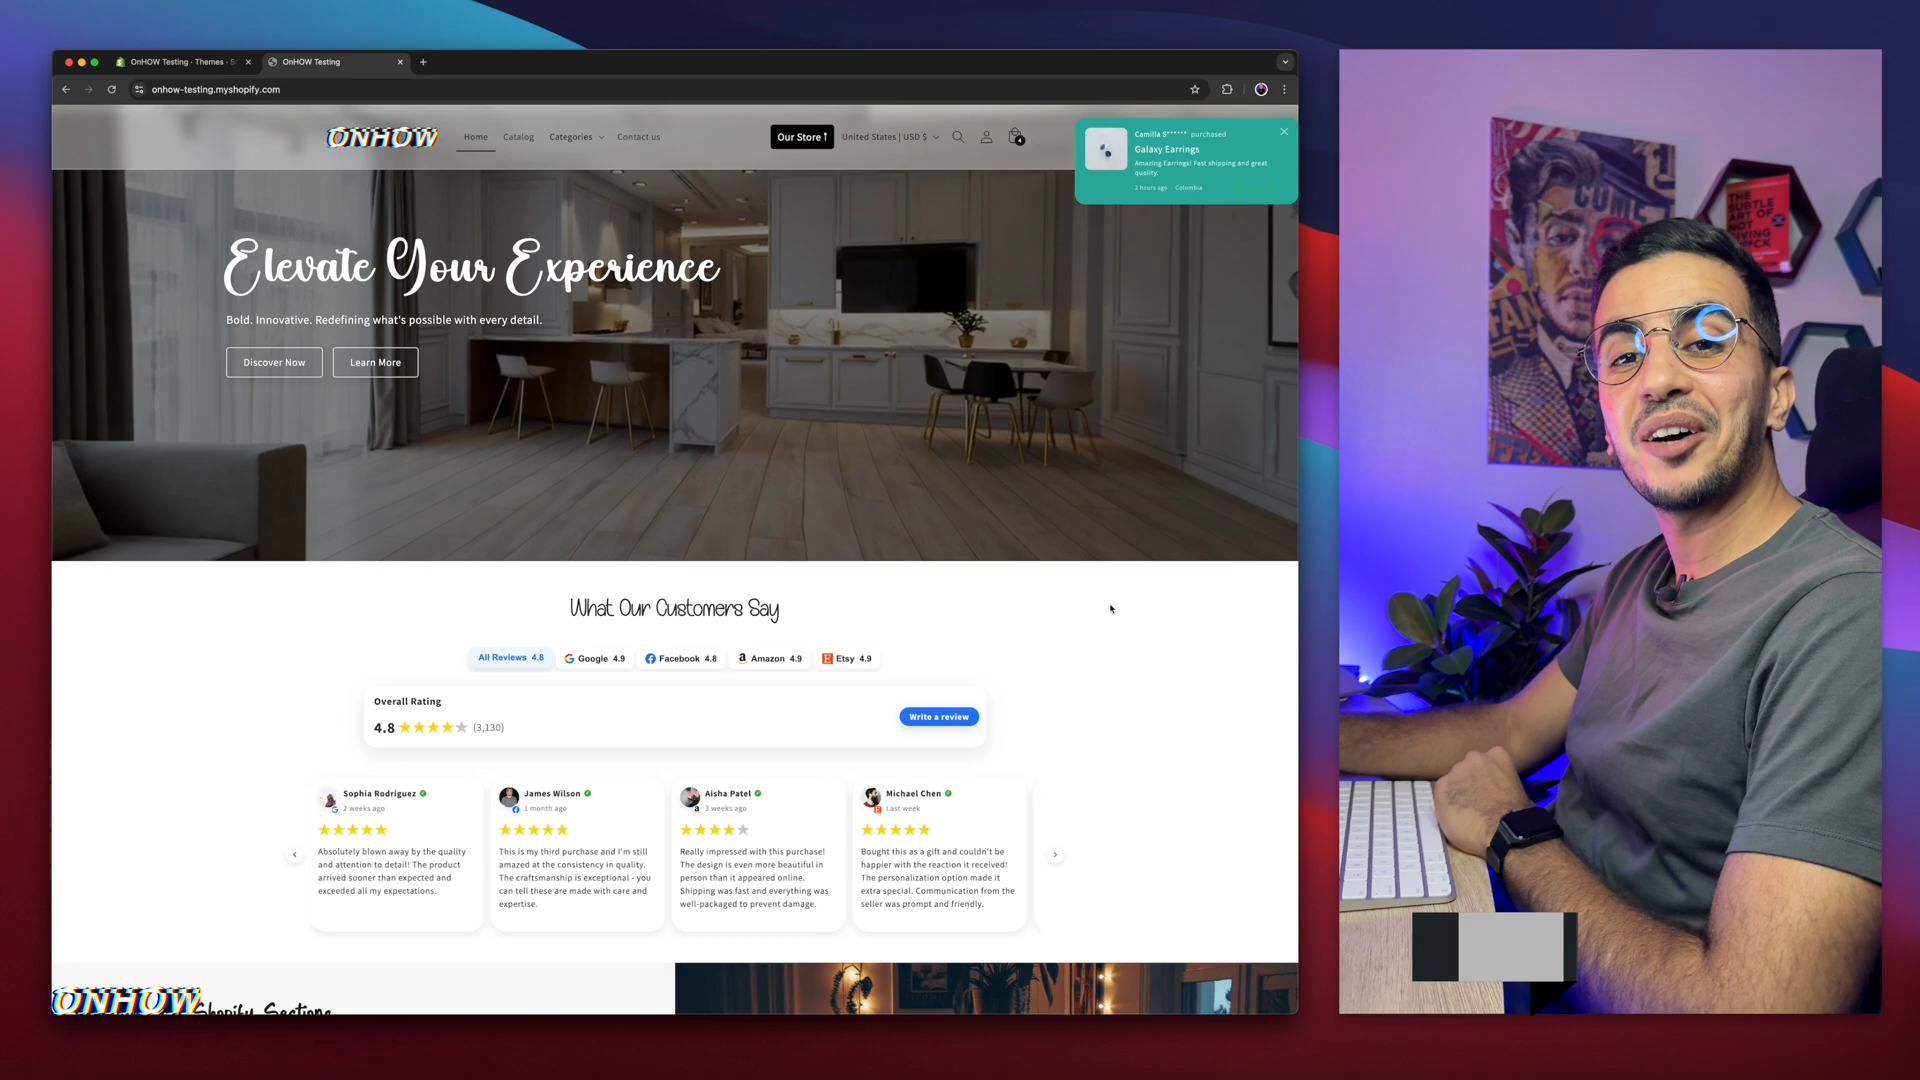 OnHOW Testing · Themes · S
OnHOW Testing
onhow-testing.myshopify.com
ONHOW
Home
Catalog
Categories
Contact us
Our Store !
United States | USD $
4
Camilla S****** purchased
Galaxy Earrings
Amazing Earrings! Fast shipping and great
quality.
2 hours ago Colombia
Elevate Your Experience
Bold. Innovative. Redefining what's possible with every detail.
Discover Now
Learn More
What Our Customers Say
All Reviews 4.8
Google 4.9
Facebook 4.8
Amazon 4.9
Etsy 4.9
Overall Rating
4.8 (3,130)
Write a review
Sophia Rodriguez
2 weeks ago
Absolutely blown away by the quality
and attention to detail! The product
arrived sooner than expected and
exceeded all my expectations.
James Wilson
1 month ago
This is my third purchase and I'm still
amazed at the consistency in quality.
The craftsmanship is exceptional - you
can tell these are made with care and
expertise.
Aisha Patel
3 weeks ago
Really impressed with this purchase!
The design is even more beautiful in
person than it appeared online.
Shipping was fast and everything was
well-packaged to prevent damage.
Michael Chen
Last week
Bought this as a gift and couldn't be
happier with the reaction it received!
The personalization option made it
extra special. Communication from the
seller was prompt and friendly.
ONHOW
Shopify Sections
THE
SUBTLE
ART OF
NOT